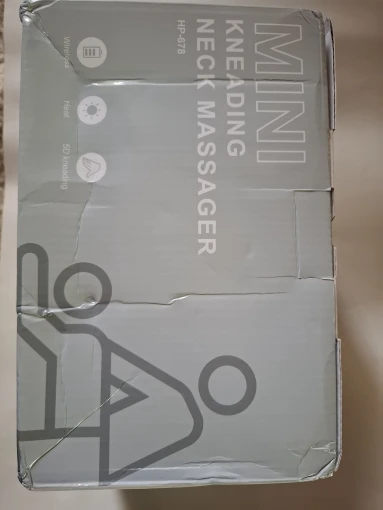 MINI
KNEADING
NECK MASSAGER
HP-678
Wireless
Heat
5D kneading